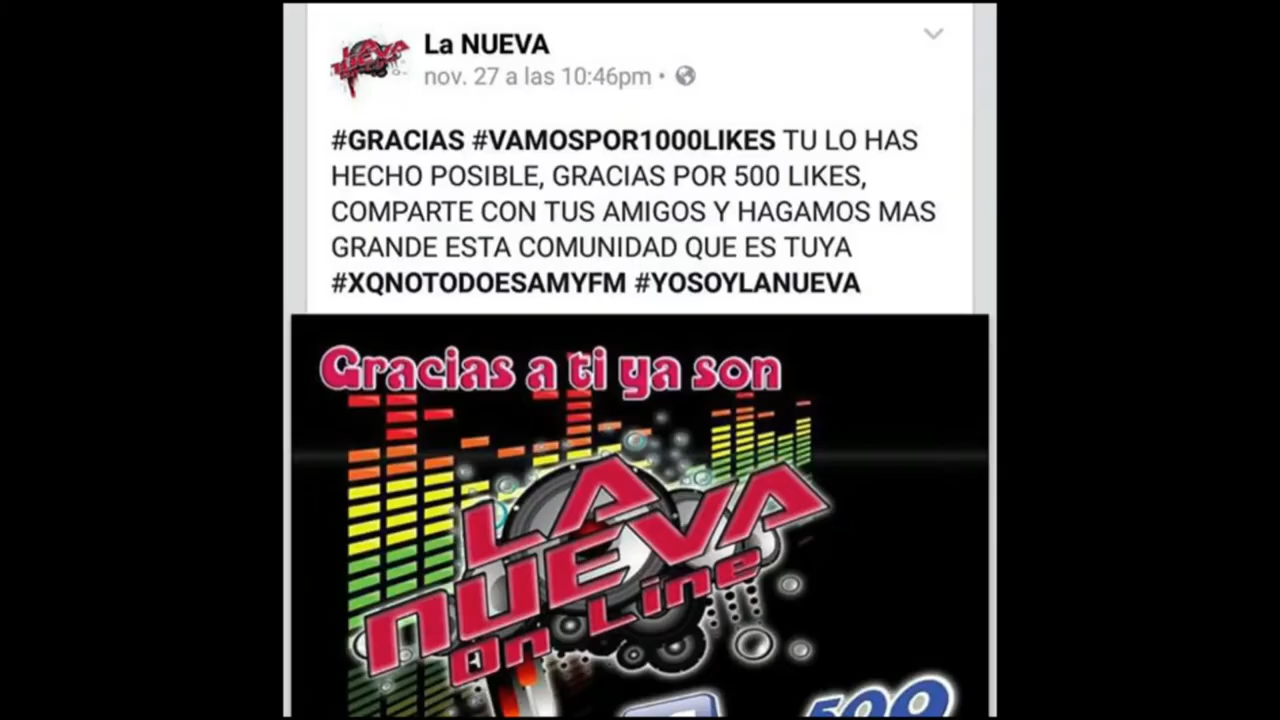 La NUEVA
nov. 27 a las 10:46pm •
#GRACIAS #VAMOSPOR1000LIKES TU LO HAS
HECHO POSIBLE, GRACIAS POR 500 LIKES,
COMPARTE CON TUS AMIGOS Y HAGAMOS MAS
GRANDE ESTA COMUNIDAD QUE ES TUYA
#XQNOTODOESAMYFM #YOSOYLANUEVA
Gracias a ti ya son
LA
NUEVA
On Line
500